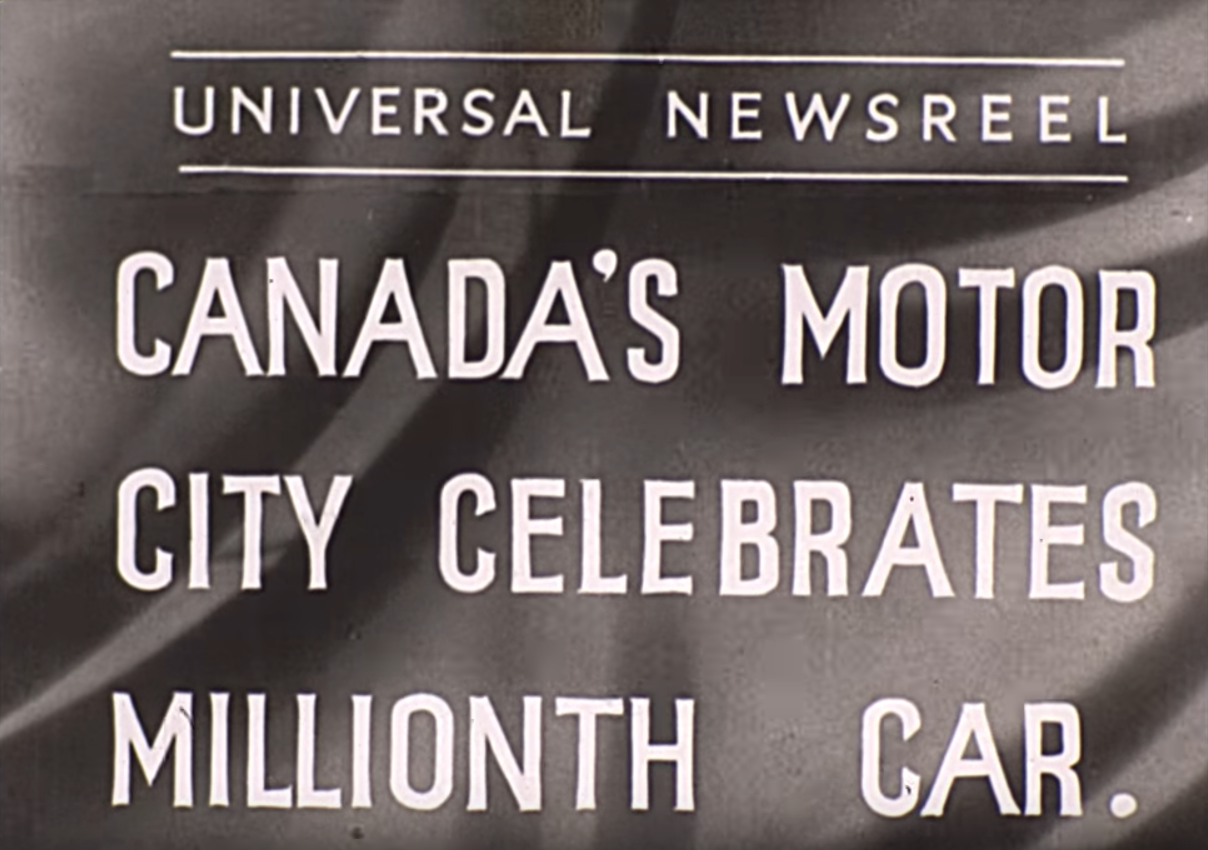 UNIVERSAL NEWSREEL
CANADA'S MOTOR
CITY CELEBRATES
MILLIONTH CAR.